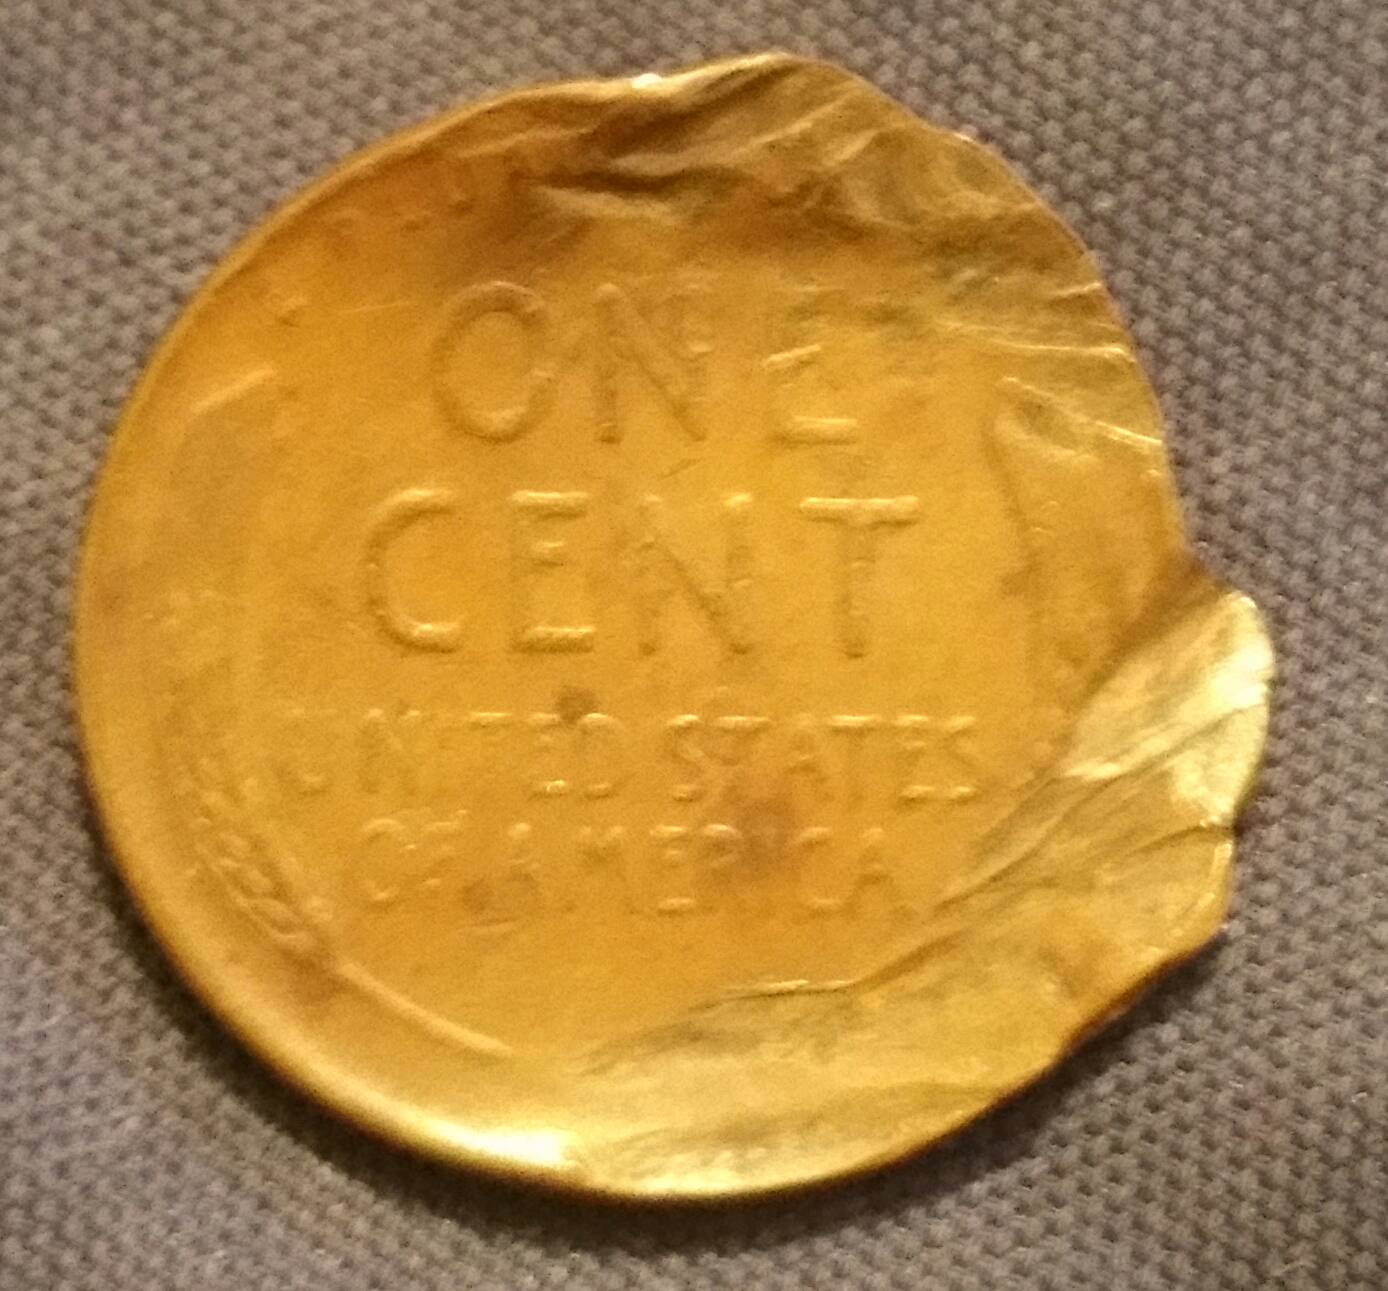 ONE
CENT
UNITED STATES
OF AMERICA